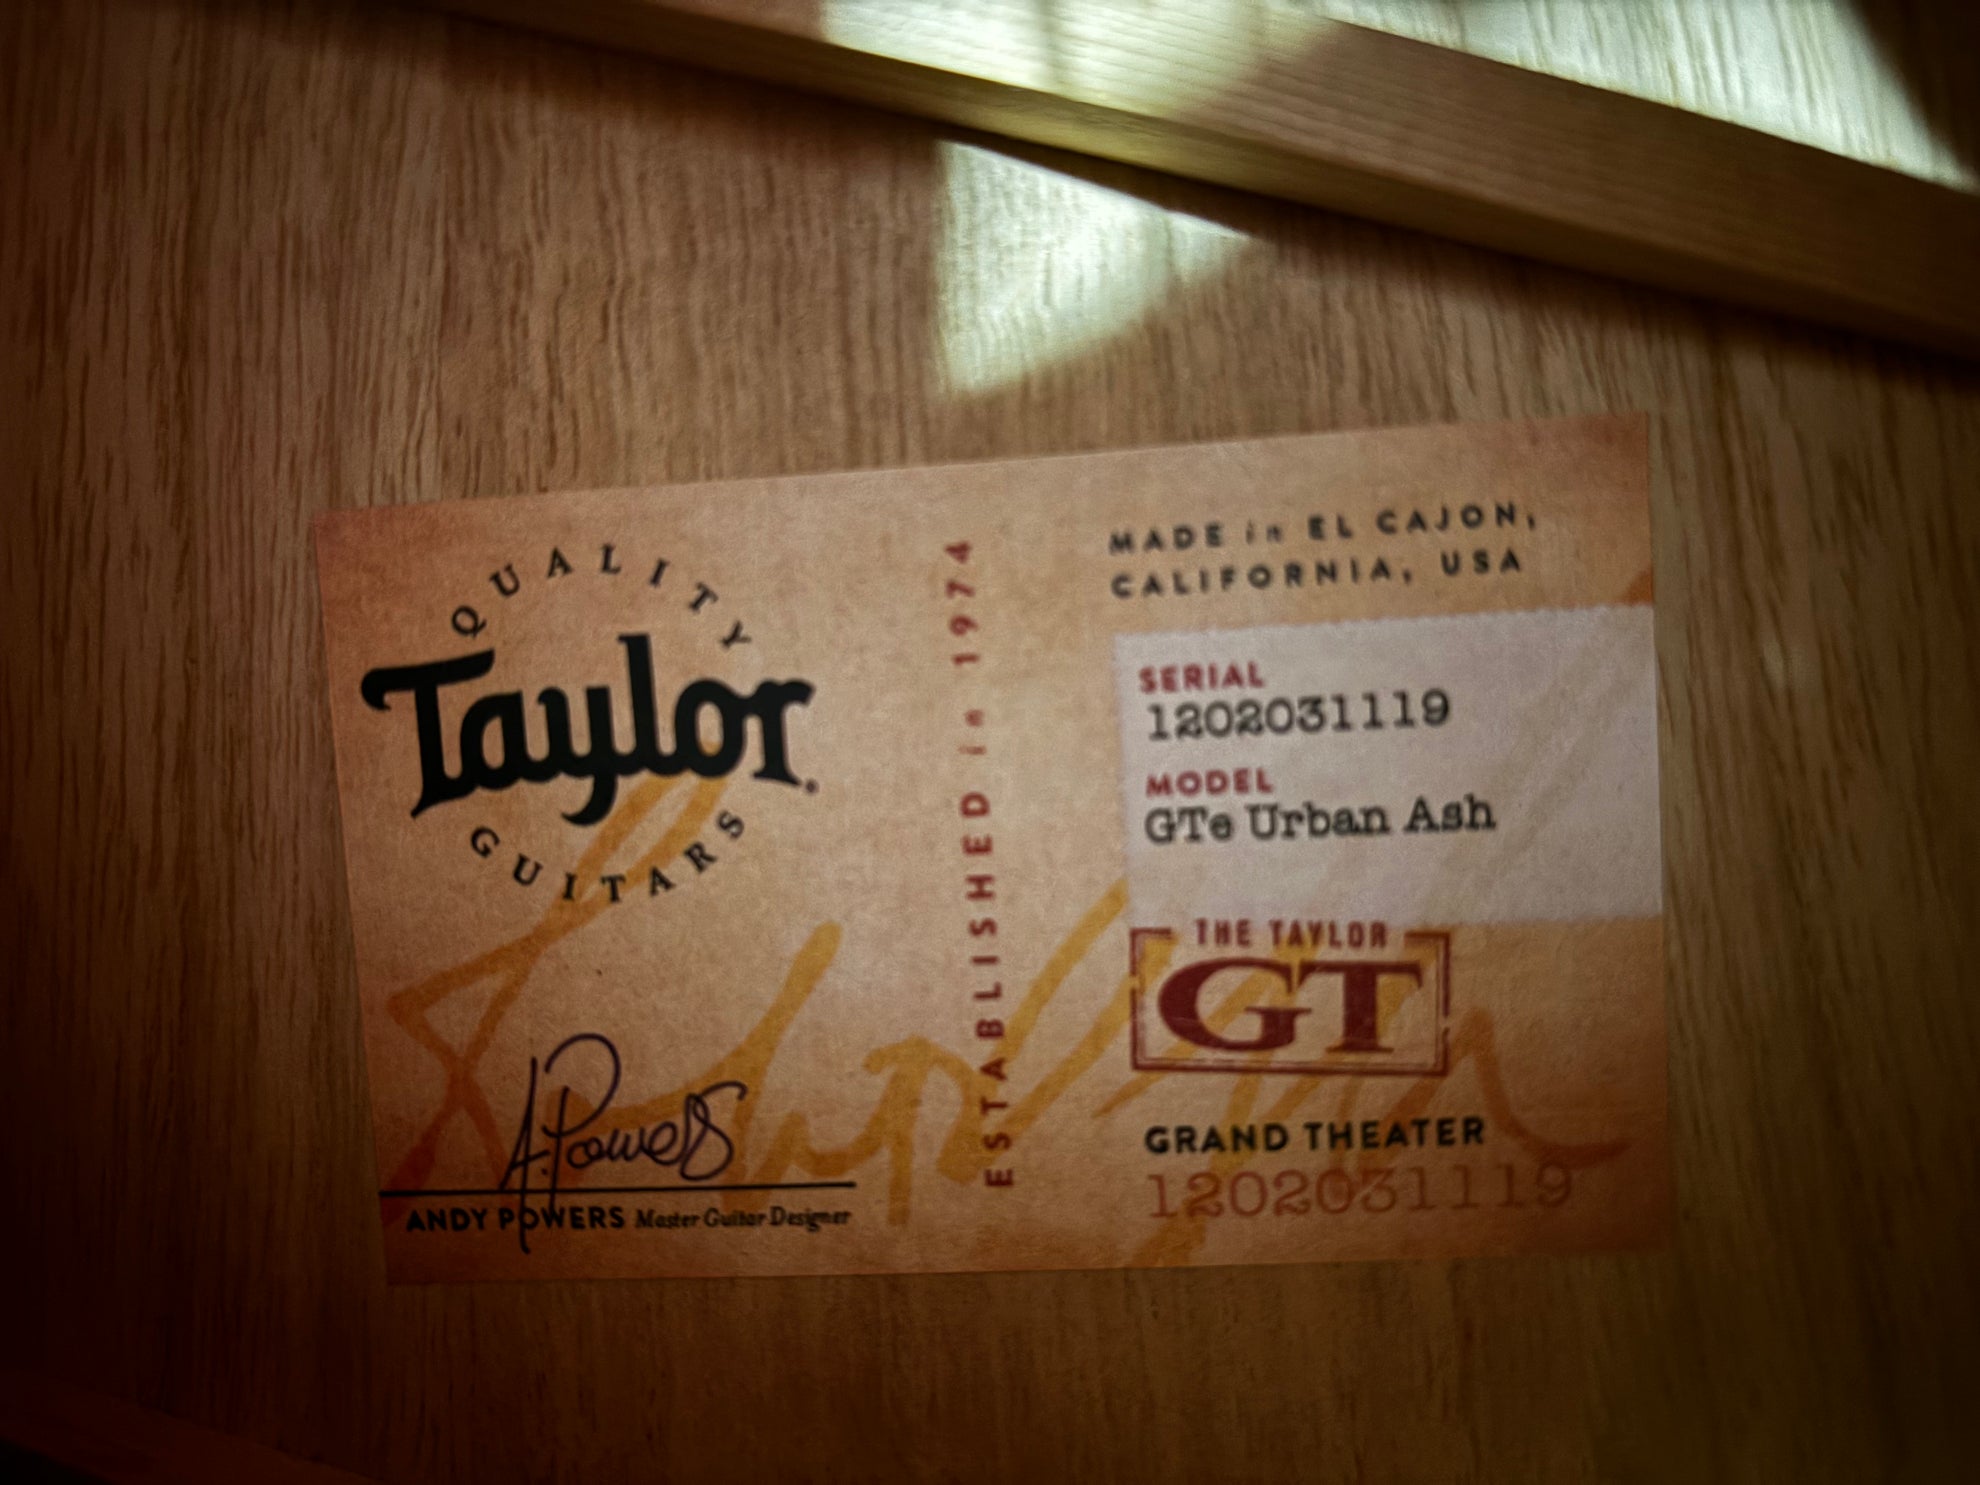 QUALITY
Taylor
GUITARS
A.Powers
ANDY POWERS Master Guitar Designer
ESTABLISHED in 1974
MADE in EL CAJON,
CALIFORNIA, USA
SERIAL
1202031119
MODEL
GTe Urban Ash
THE TAYLOR
GT
GRAND THEATER
1202031119